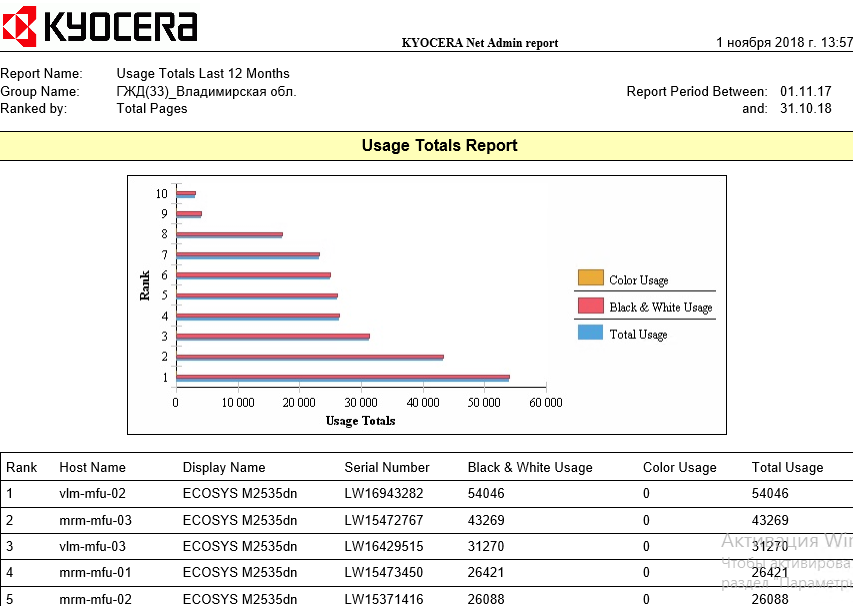 KYOCERA
KYOCERA Net Admin report
1 ноября 2018 г. 13:57
Report Name: Usage Totals Last 12 Months
Group Name: ГЖД(33)_Владимирская обл. Report Period Between: 01.11.17
Ranked by: Total Pages and: 31.10.18
Usage Totals Report
10
9
8
7
6
5
4
3
2
1
Rank
0 10 000 20 000 30 000 40 000 50 000 60 000
Usage Totals
Color Usage
Black & White Usage
Total Usage
Rank Host Name Display Name Serial Number Black & White Usage Color Usage Total Usage
1 vlm-mfu-02 ECOSYS M2535dn LW16943282 54046 0 54046
2 mrm-mfu-03 ECOSYS M2535dn LW15472767 43269 0 43269
3 vlm-mfu-03 ECOSYS M2535dn LW16429515 31270 0 31270
4 mrm-mfu-01 ECOSYS M2535dn LW15473450 26421 0 26421
5 mrm-mfu-02 ECOSYS M2535dn LW15371416 26088 0 26088
Активация Win
Чтобы активирова
раздел "Параметры